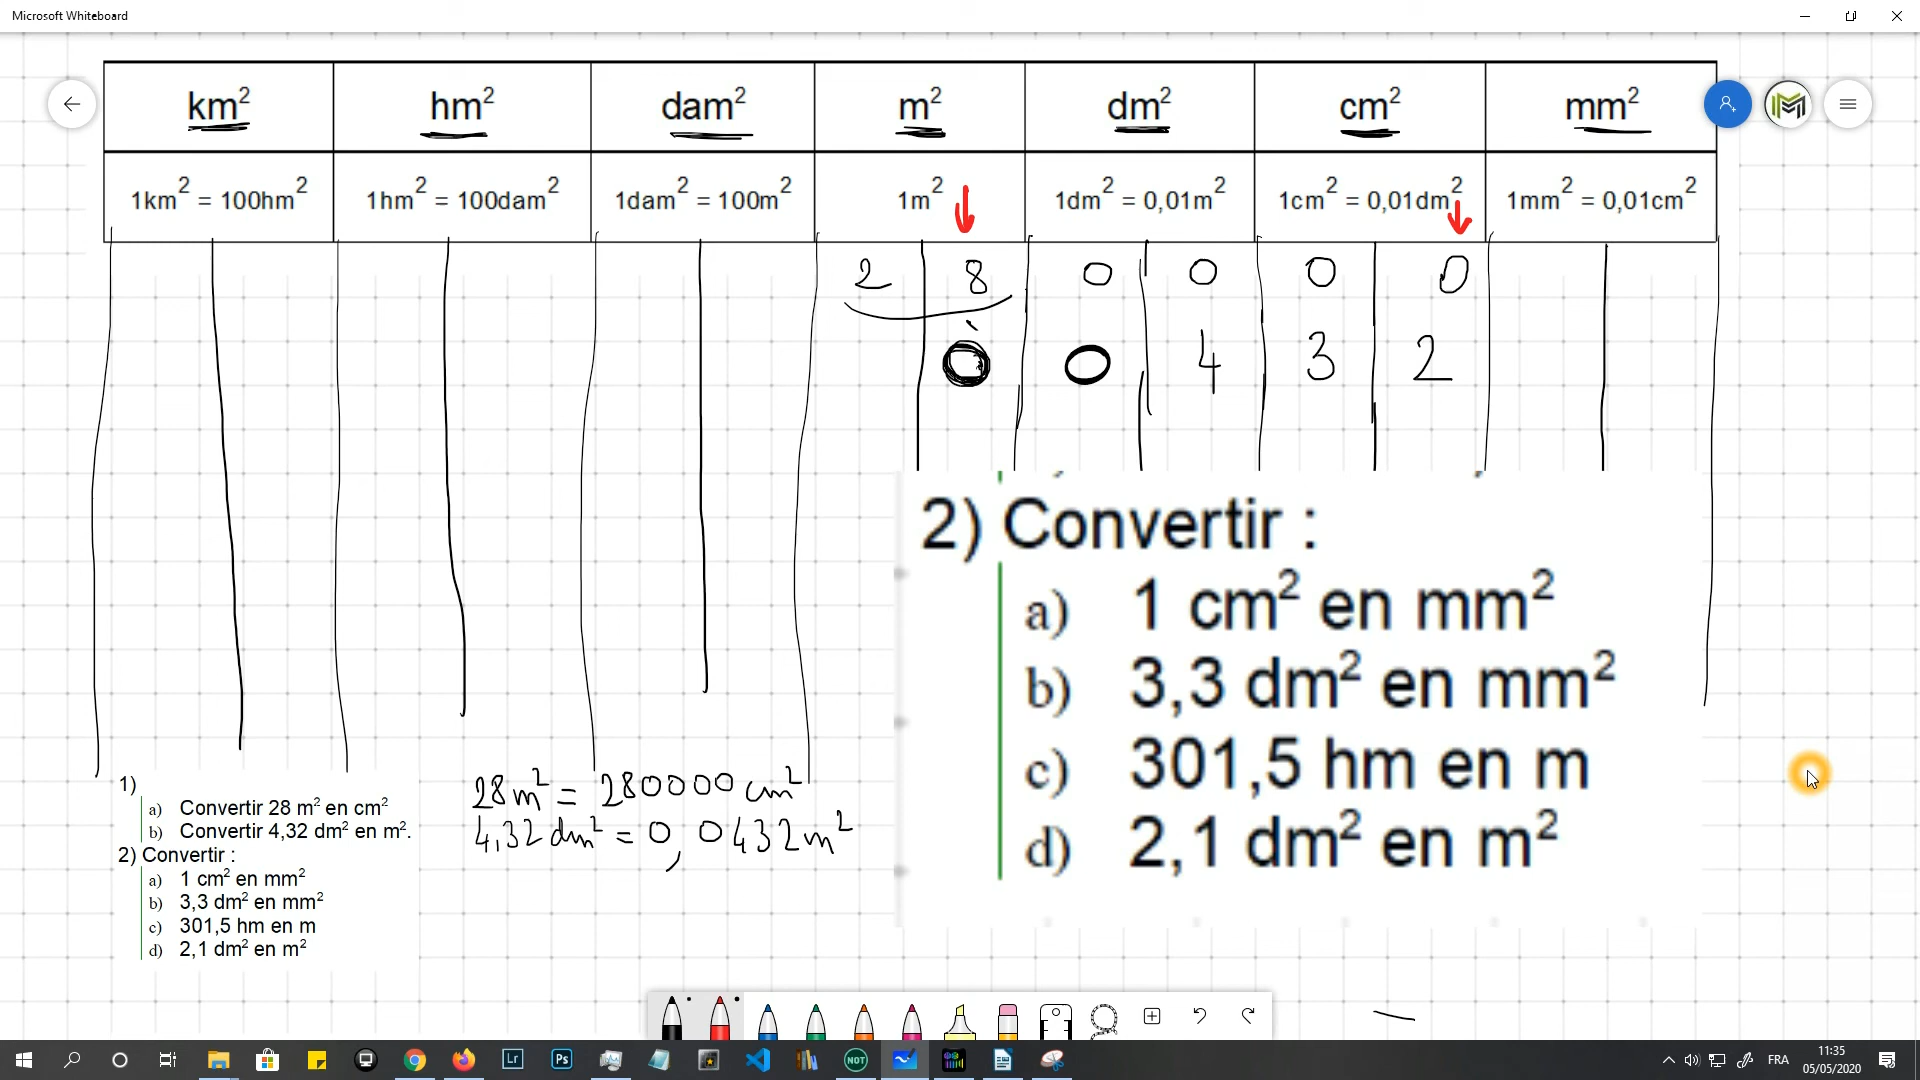 Microsoft Whiteboard
km² hm² dam² m² dm² cm² mm²
1km² = 100hm² 1hm² = 100dam² 1dam² = 100m² 1m² 1dm² = 0,01m² 1cm² = 0,01dm² 1mm² = 0,01cm²
2 8 0 0 0 0
0 0 4 3 2
2) Convertir :
a) 1 cm² en mm²
b) 3,3 dm² en mm²
c) 301,5 hm en m
d) 2,1 dm² en m²
1)
a) Convertir 28 m² en cm²
b) Convertir 4,32 dm² en m².
2) Convertir :
a) 1 cm² en mm²
b) 3,3 dm² en mm²
c) 301,5 hm en m
d) 2,1 dm² en m²
28m² = 280000 cm²
4,32 dm² = 0,0432 m²
Lr Ps NOT FRA
11:35
05/05/2020